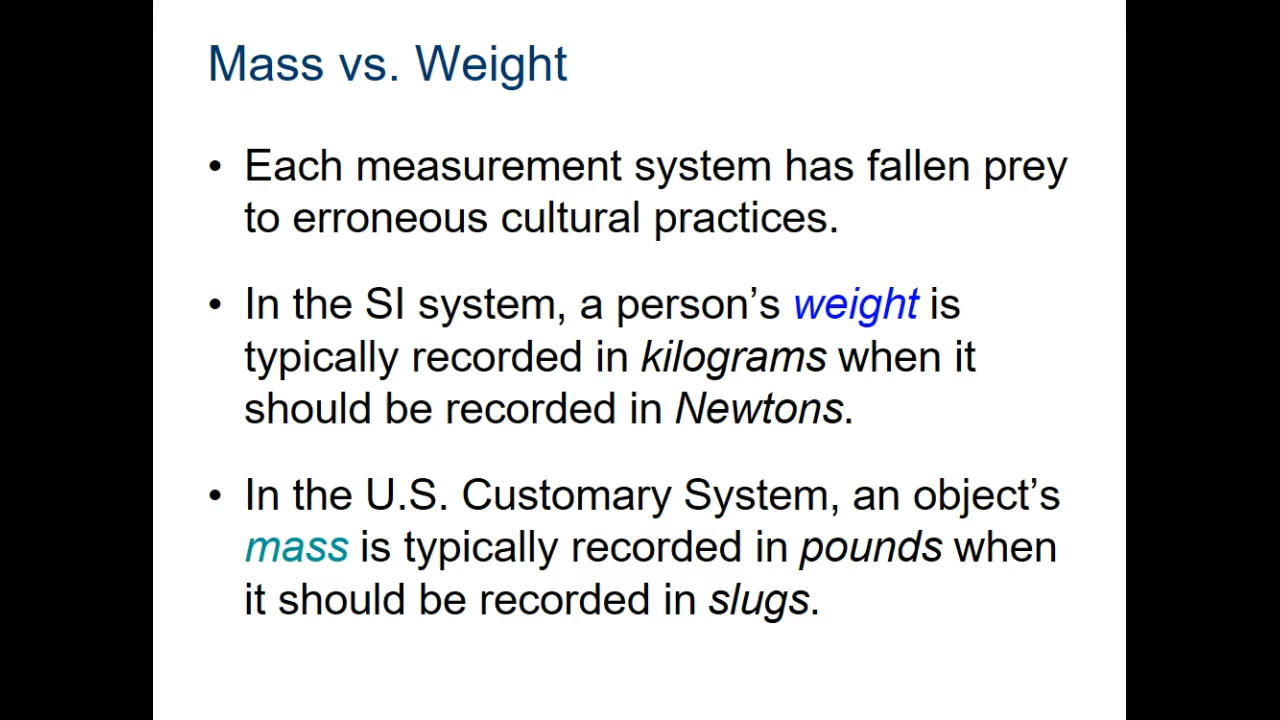 Mass vs. Weight
• Each measurement system has fallen prey
to erroneous cultural practices.
• In the SI system, a person’s weight is
typically recorded in kilograms when it
should be recorded in Newtons.
• In the U.S. Customary System, an object’s
mass is typically recorded in pounds when
it should be recorded in slugs.